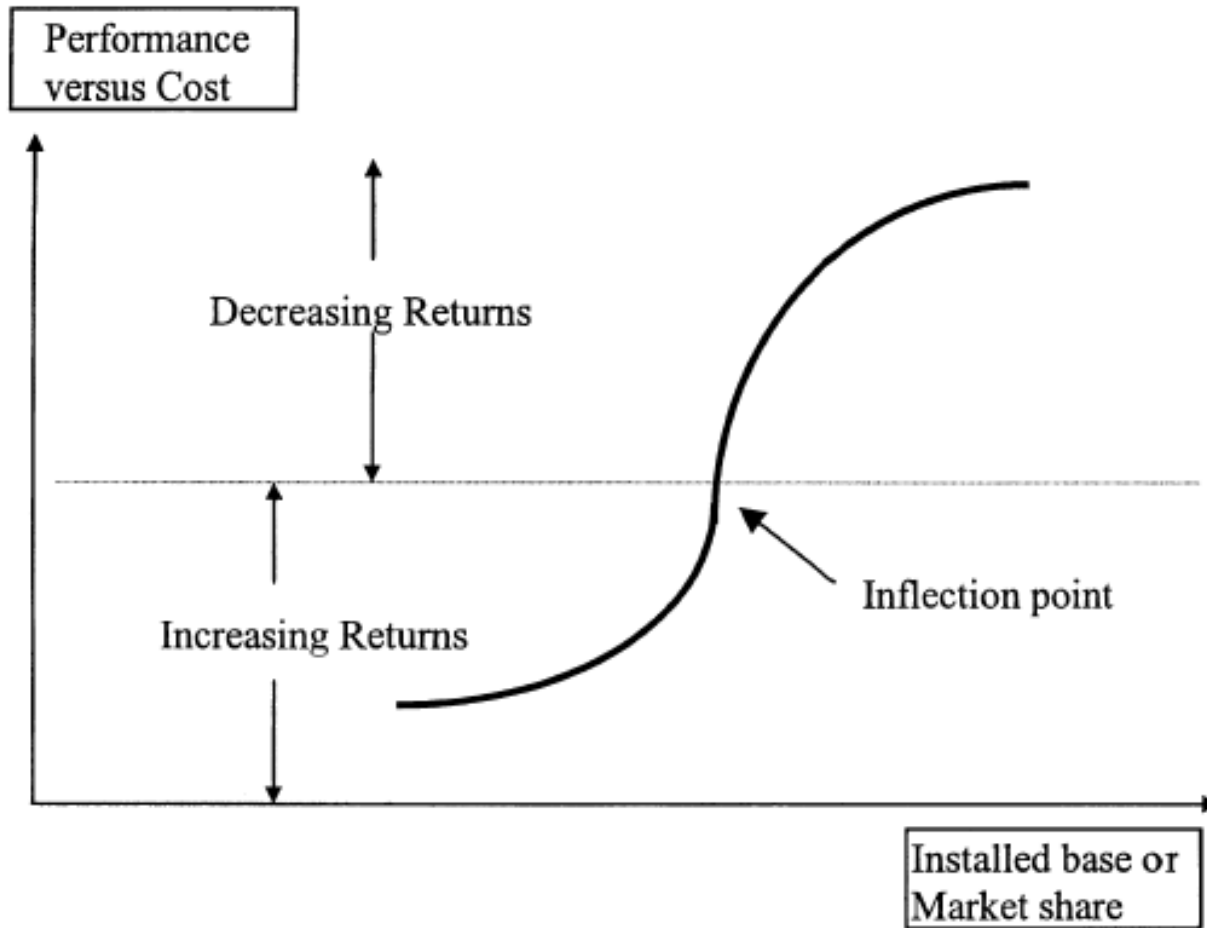 Performance
versus Cost
Decreasing Returns
Inflection point
Increasing Returns
Installed base or
Market share